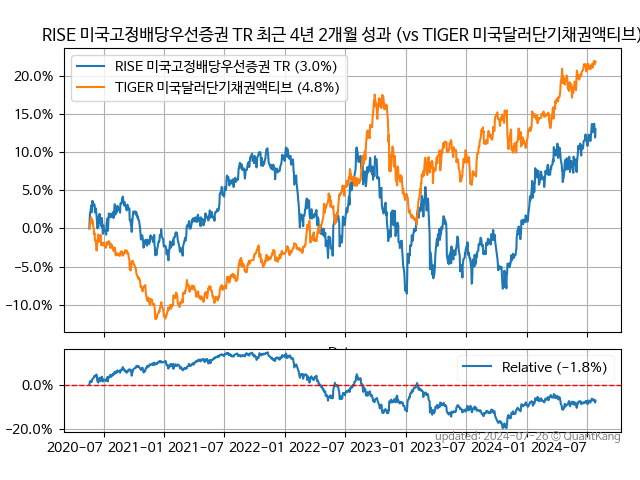 RISE 미국고정배당우선증권 TR 최근 4년 2개월 성과 (vs TIGER 미국달러단기채권액티브)
RISE 미국고정배당우선증권 TR (3.0%)
TIGER 미국달러단기채권액티브 (4.8%)
20.0%
15.0%
10.0%
5.0%
0.0%
−5.0%
−10.0%
Relative (−1.8%)
0.0%
−20.0%
updated: 2024-07-26 © QuantKang
2020-07 2021-01 2021-07 2022-01 2022-07 2023-01 2023-07 2024-01 2024-07